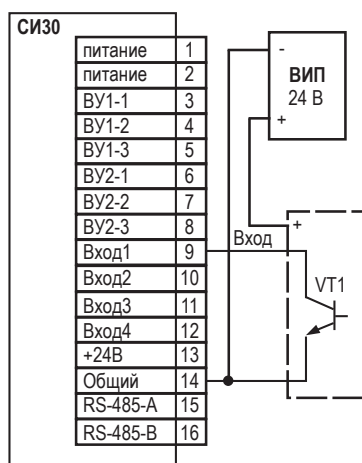 СИ30
питание 1
питание 2
ВУ1-1 3
ВУ1-2 4
ВУ1-3 5
ВУ2-1 6
ВУ2-2 7
ВУ2-3 8
Вход1 9
Вход2 10
Вход3 11
Вход4 12
+24В 13
Общий 14
RS-485-A 15
RS-485-B 16
-
ВИП
24 В
+
Вход
+
VT1